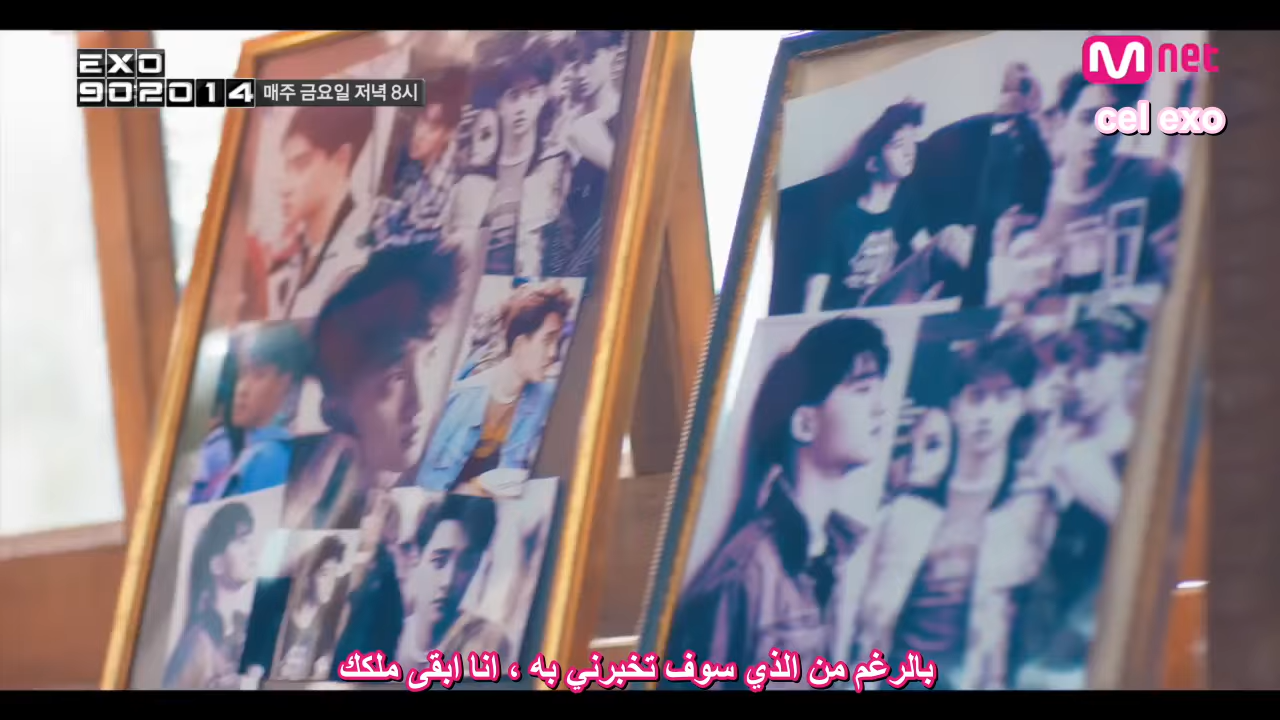 EXO
902014 매주 금요일 저녁 8시
Mnet
cel exo
بالرغم من الذي سوف تخبرني به ، انا ابقى ملكك